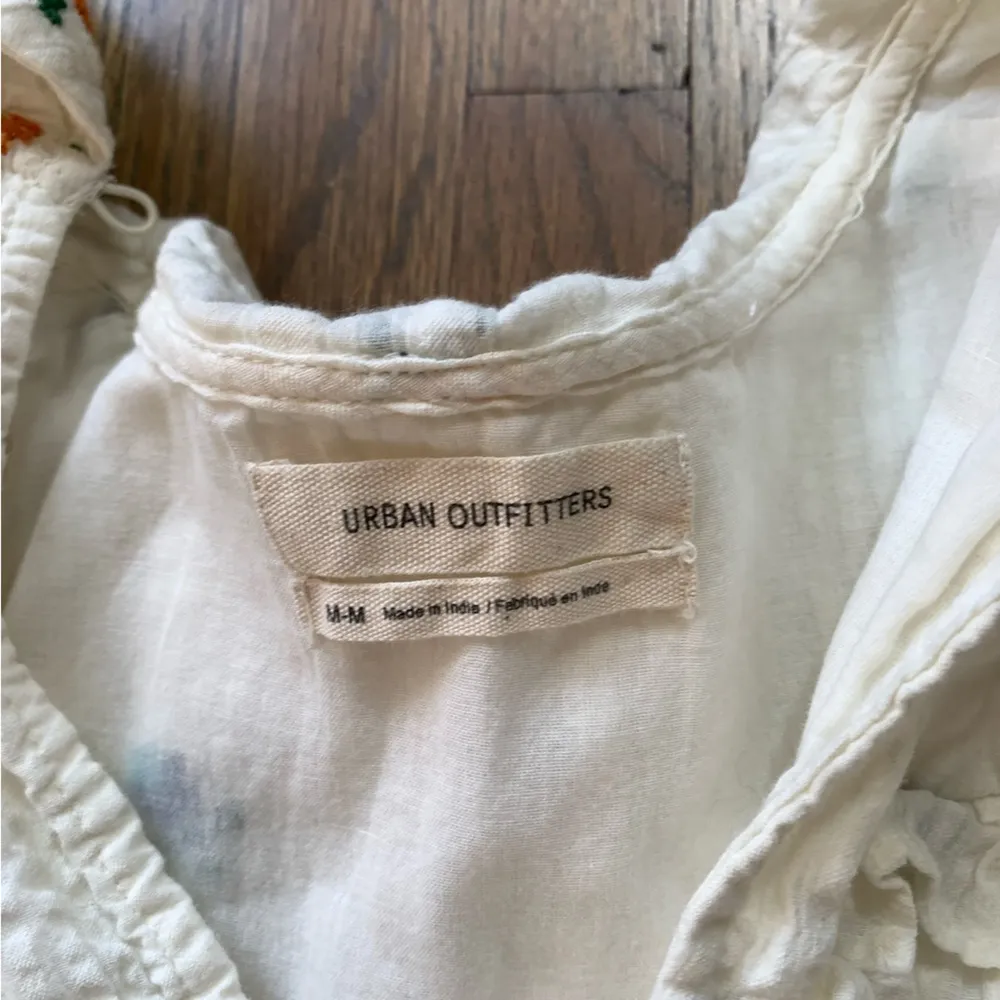 URBAN OUTFITTERS
M-M Made in India / Fabriqué en Inde